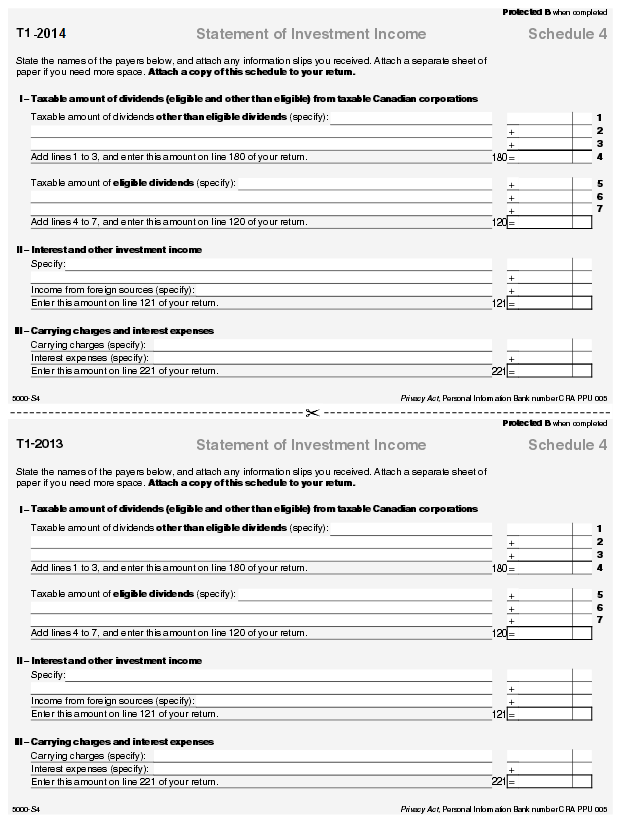 Protected B when completed
T1-2014 Statement of Investment Income Schedule 4
State the names of the payers below, and attach any information slips you received. Attach a separate sheet of
paper if you need more space. Attach a copy of this schedule to your return.
I – Taxable amount of dividends (eligible and other than eligible) from taxable Canadian corporations
Taxable amount of dividends other than eligible dividends (specify): 1
+ 2
+ 3
Add lines 1 to 3, and enter this amount on line 180 of your return. 180 = 4
Taxable amount of eligible dividends (specify): + 5
+ 6
+ 7
Add lines 4 to 7, and enter this amount on line 120 of your return. 120 =
II – Interest and other investment income
Specify:
+
Income from foreign sources (specify): +
Enter this amount on line 121 of your return. 121 =
III – Carrying charges and interest expenses
Carrying charges (specify):
Interest expenses (specify): +
Enter this amount on line 221 of your return. 221 =
5000-S4 Privacy Act, Personal Information Bank number CRA PPU 005
Protected B when completed
T1-2013 Statement of Investment Income Schedule 4
State the names of the payers below, and attach any information slips you received. Attach a separate sheet of
paper if you need more space. Attach a copy of this schedule to your return.
I – Taxable amount of dividends (eligible and other than eligible) from taxable Canadian corporations
Taxable amount of dividends other than eligible dividends (specify): 1
+ 2
+ 3
Add lines 1 to 3, and enter this amount on line 180 of your return. 180 = 4
Taxable amount of eligible dividends (specify): + 5
+ 6
+ 7
Add lines 4 to 7, and enter this amount on line 120 of your return. 120 =
II – Interest and other investment income
Specify:
+
Income from foreign sources (specify): +
Enter this amount on line 121 of your return. 121 =
III – Carrying charges and interest expenses
Carrying charges (specify):
Interest expenses (specify): +
Enter this amount on line 221 of your return. 221 =
5000-S4 Privacy Act, Personal Information Bank number CRA PPU 005